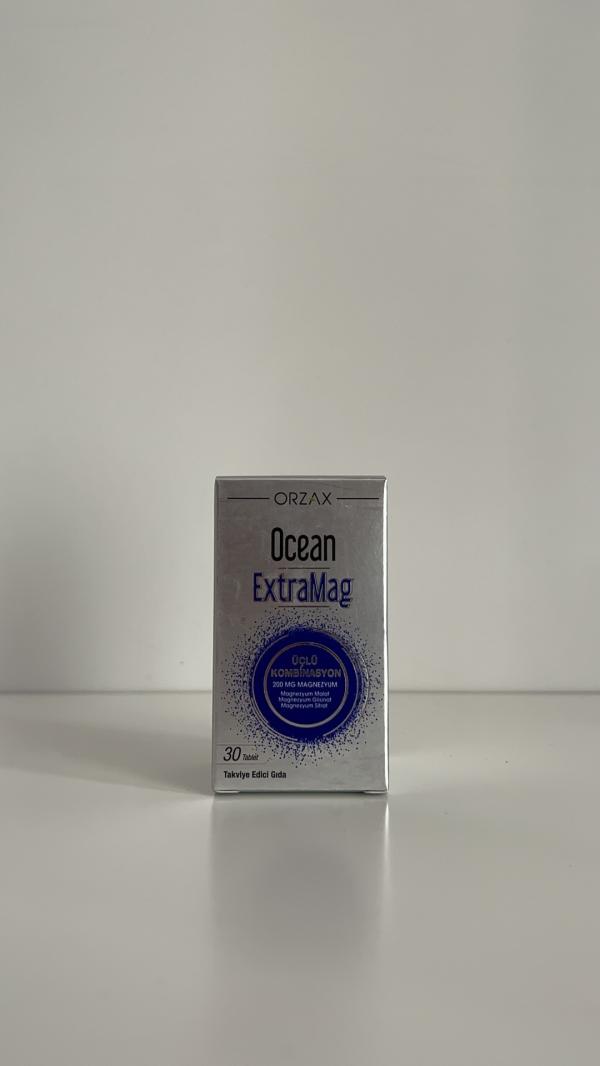 ORZAX
Ocean
ExtraMag
ÜÇLÜ
KOMBİNASYON
200 MG MAGNEZYUM
Magnezyum Malat
Magnezyum Glisinat
Magnezyum Sitrat
30 Tablet
Takviye Edici Gıda